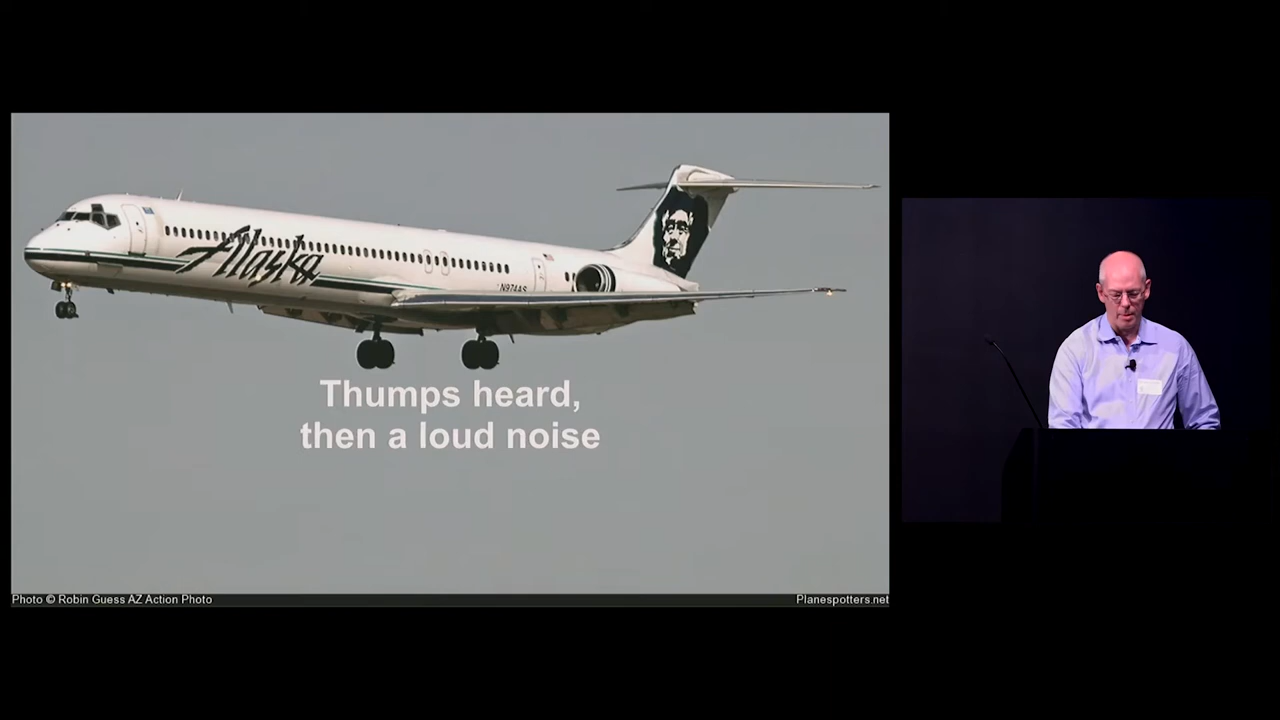 Alaska
N974AS
Thumps heard,
then a loud noise
Photo © Robin Guess AZ Action Photo
Planespotters.net